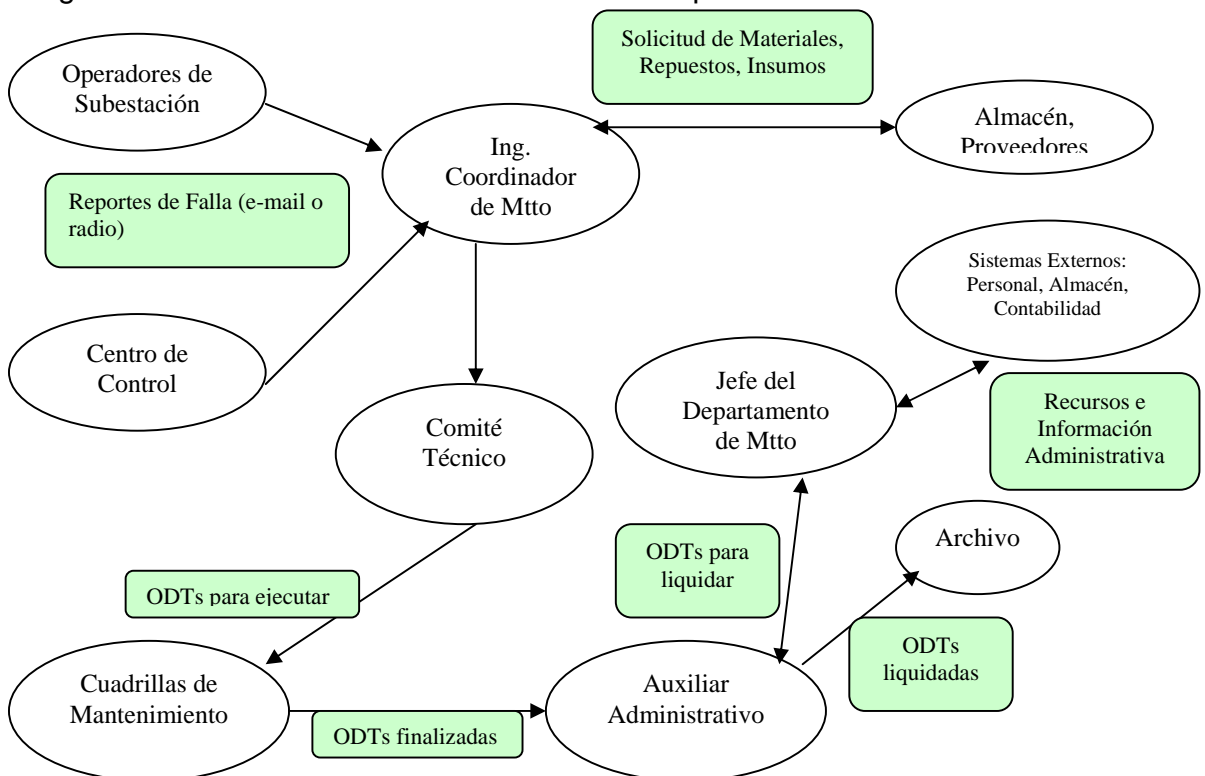 Solicitud de Materiales,
Repuestos, Insumos
Operadores de
Subestación
Almacén,
Proveedores
Ing.
Coordinador
de Mtto
Reportes de Falla (e-mail o
radio)
Sistemas Externos:
Personal, Almacén,
Contabilidad
Centro de
Control
Jefe del
Departamento
de Mtto
Recursos e
Información
Administrativa
Comité
Técnico
Archivo
ODTs para
liquidar
ODTs para ejecutar
ODTs
liquidadas
Cuadrillas de
Mantenimiento
Auxiliar
Administrativo
ODTs finalizadas